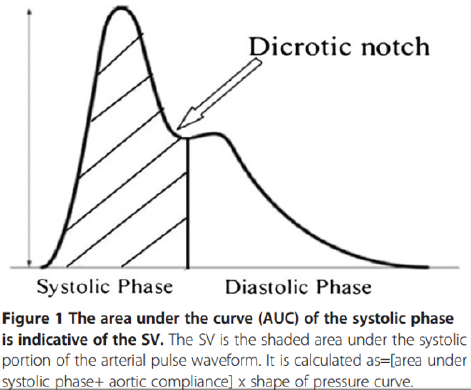 Dicrotic notch
Systolic Phase
Diastolic Phase
Figure 1 The area under the curve (AUC) of the systolic phase
is indicative of the SV. The SV is the shaded area under the systolic
portion of the arterial pulse waveform. It is calculated as=[area under
systolic phase+ aortic compliance] x shape of pressure curve.